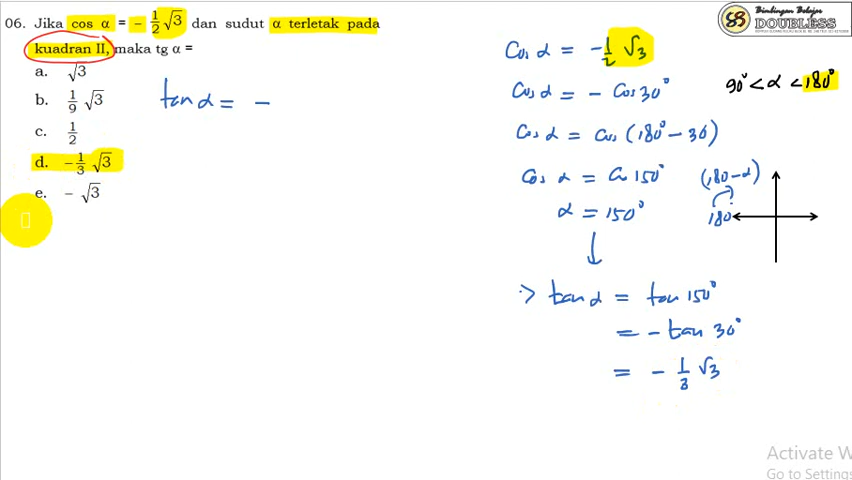 06. Jika cos α = - 1/2 √3 dan sudut α terletak pada
kuadran II, maka tg α =
a. √3
b. 1/9 √3
c. 1/2
d. - 1/3 √3
e. - √3
tan α = -
Cos α = - 1/2 √3
Cos α = - Cos 30°
Cos α = Cos (180° - 30)
Cos α = Cos 150°
α = 150°
tan α = tan 150°
= - tan 30°
= - 1/3 √3
Bimbingan Belajar
83 DOUBLESS
90° < α < 180°
(180 - α)
180
Activate W
Go to Settings